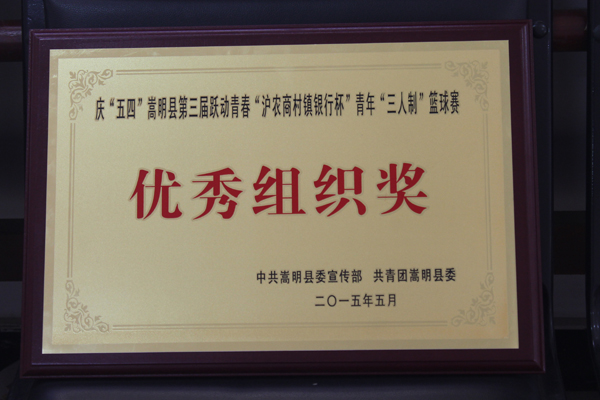 庆“五四”嵩明县第三届跃动青春“沪农商村镇银行杯”青年“三人制”篮球赛
优秀组织奖
中共嵩明县委宣传部 共青团嵩明县委
二〇一五年五月